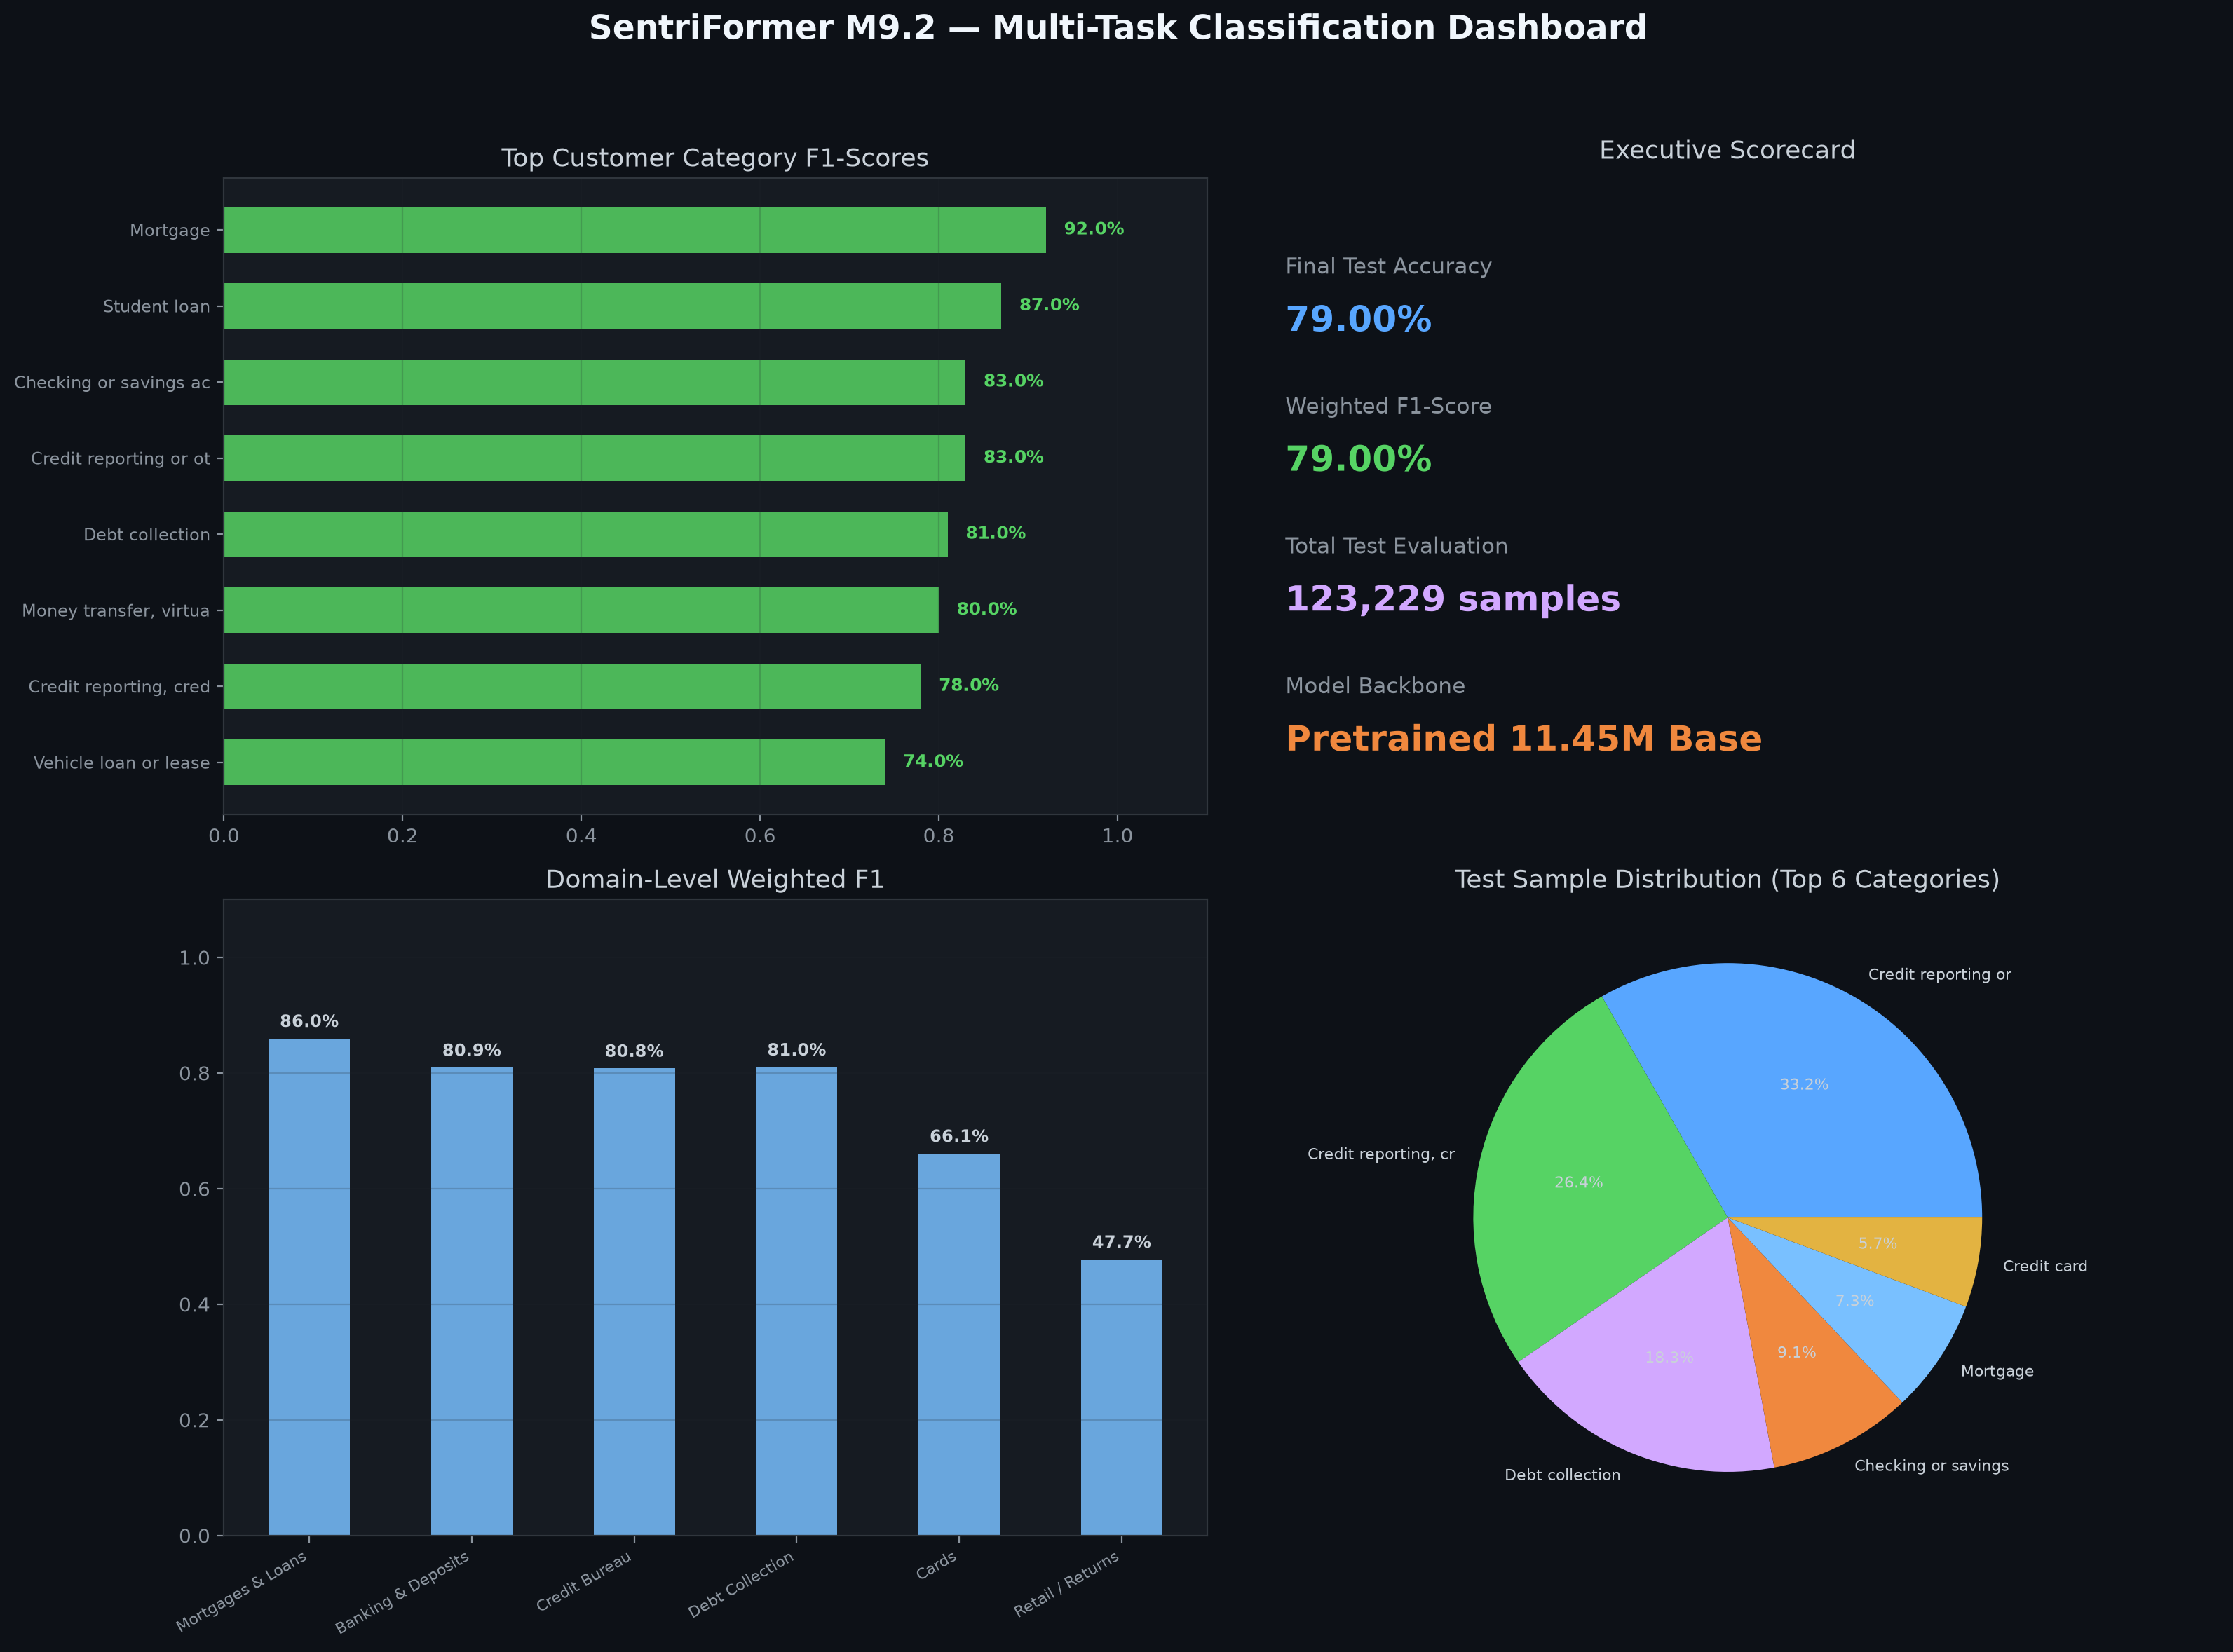 SentriFormer M9.2 — Multi-Task Classification Dashboard
Top Customer Category F1-Scores
Mortgage
92.0%
Student loan
87.0%
Checking or savings ac
83.0%
Credit reporting or ot
83.0%
Debt collection
81.0%
Money transfer, virtua
80.0%
Credit reporting, cred
78.0%
Vehicle loan or lease
74.0%
0.0 0.2 0.4 0.6 0.8 1.0
Executive Scorecard
Final Test Accuracy
79.00%
Weighted F1-Score
79.00%
Total Test Evaluation
123,229 samples
Model Backbone
Pretrained 11.45M Base
Domain-Level Weighted F1
1.0
0.8
0.6
0.4
0.2
0.0
86.0%
80.9%
80.8%
81.0%
66.1%
47.7%
Mortgages & Loans
Banking & Deposits
Credit Bureau
Debt Collection
Cards
Retail / Returns
Test Sample Distribution (Top 6 Categories)
Credit reporting or
33.2%
Credit reporting, cr
26.4%
Debt collection
18.3%
Checking or savings
9.1%
Mortgage
7.3%
Credit card
5.7%